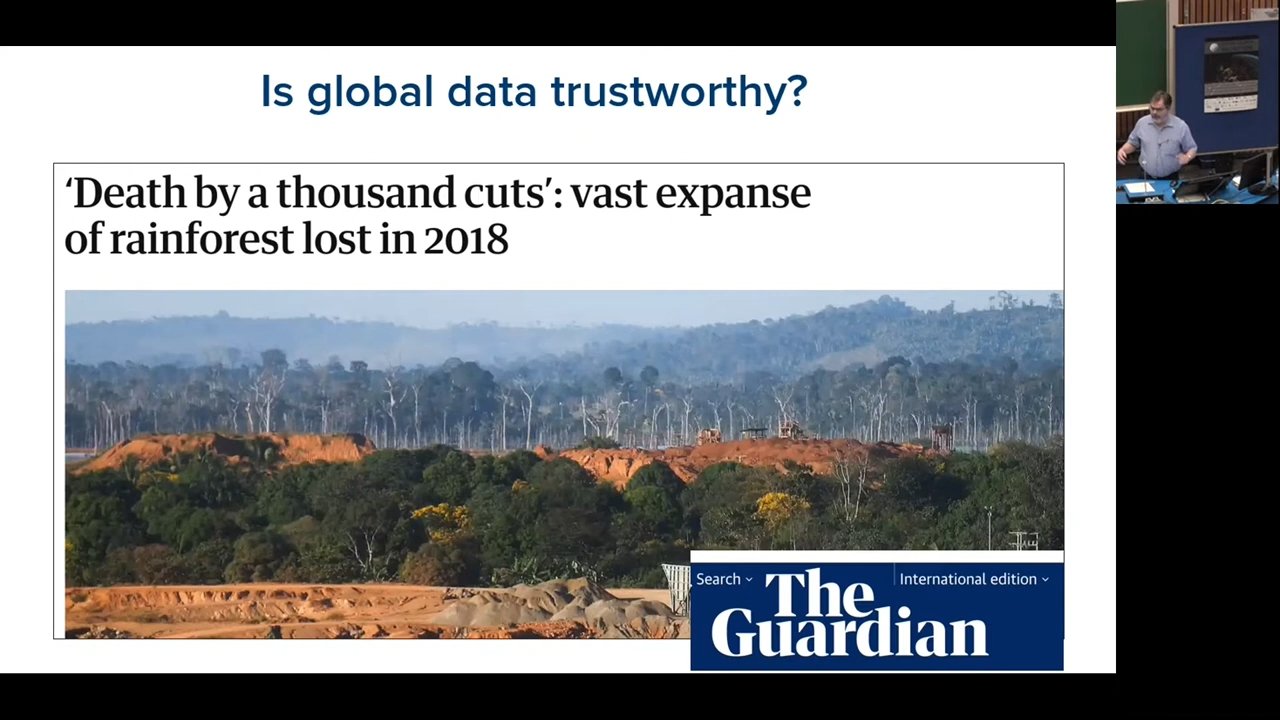 Is global data trustworthy?
‘Death by a thousand cuts’: vast expanse
of rainforest lost in 2018
Search
International edition
The
Guardian